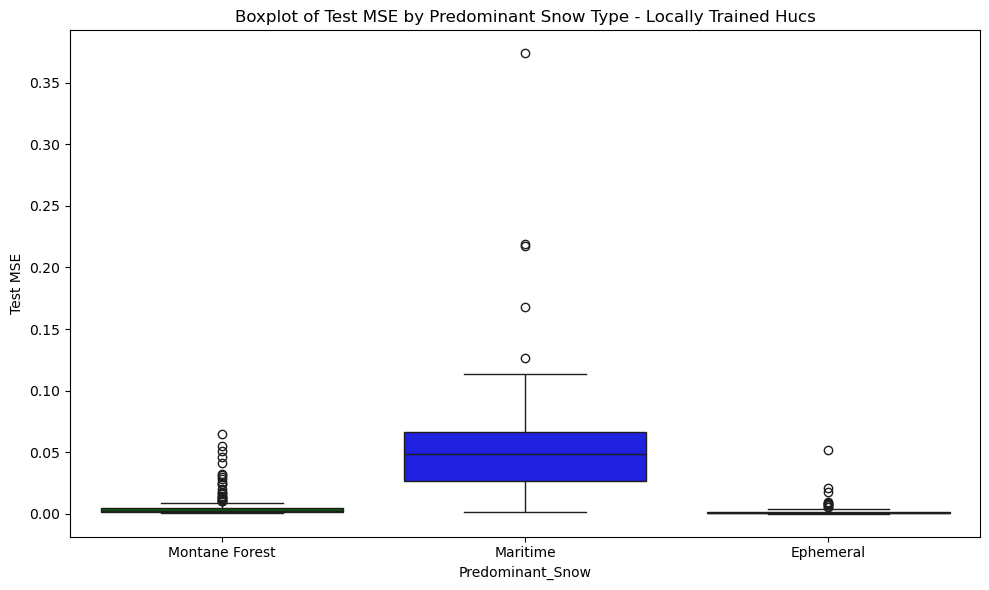 Boxplot of Test MSE by Predominant Snow Type - Locally Trained Hucs
Test MSE
0.35
0.30
0.25
0.20
0.15
0.10
0.05
0.00
Montane Forest
Maritime
Ephemeral
Predominant_Snow